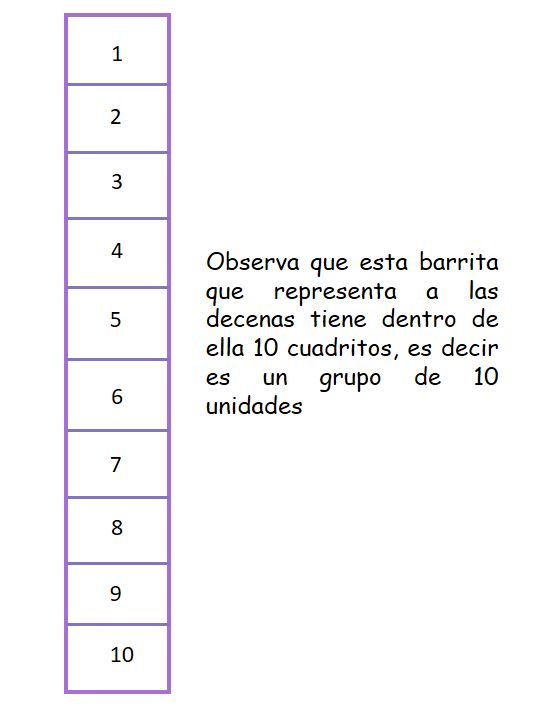 1
2
3
4
5
6
7
8
9
10
Observa que esta barrita
que representa a las
decenas tiene dentro de
ella 10 cuadritos, es decir
es un grupo de 10
unidades